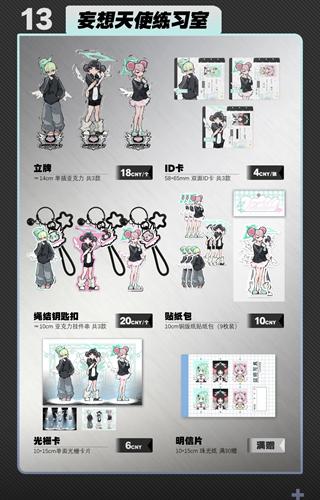 13 妄想天使练习室
立牌
≈14cm 单插亚克力 共3款
18CNY/个
ID卡
58*65mm 双面ID卡 共3款
4CNY/张
绳结钥匙扣
≈10cm 亚克力挂件串 共3款
20CNY/个
贴纸包
10cm铜版纸贴纸包(9枚装)
10CNY
光栅卡
10*15cm单面光栅卡片
6CNY
明信片
10*15cm 珠光纸 满30赠
满赠